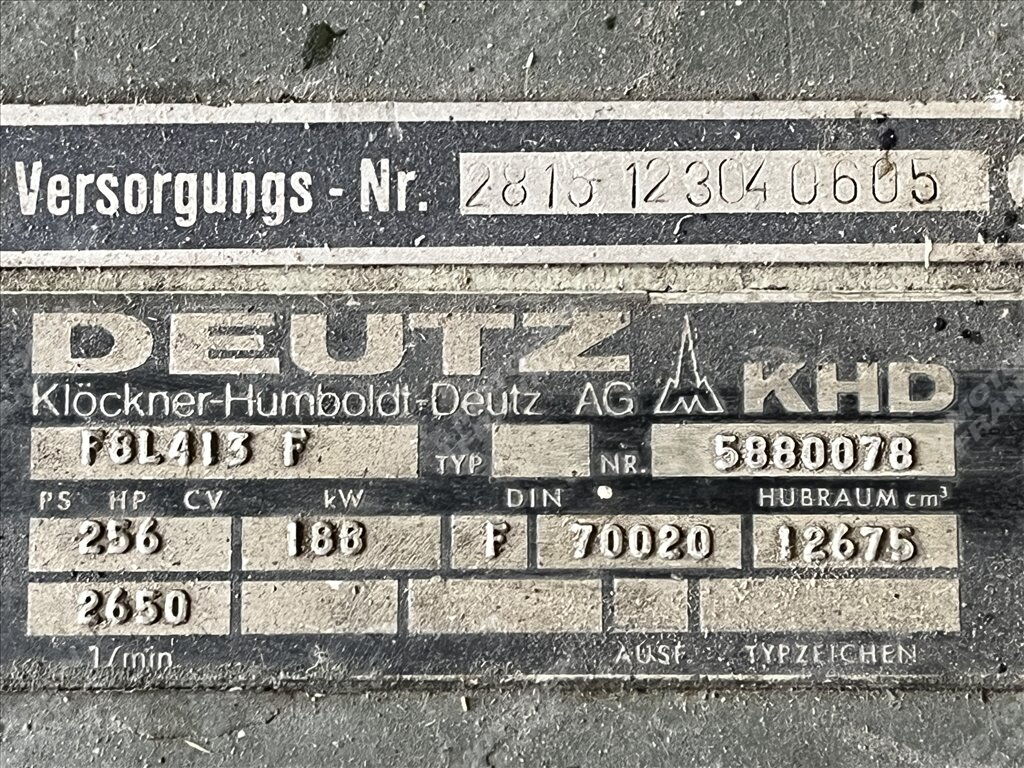 Versorgungs - Nr. 2815 12304 0605
DEUTZ
Klöckner-Humboldt-Deutz AG KHD
F8L413 F TYP NR. 5880078
PS HP CV kW DIN HUBRAUM cm³
256 188 F 70020 12675
2650
1/min AUSF. TYPZEICHEN